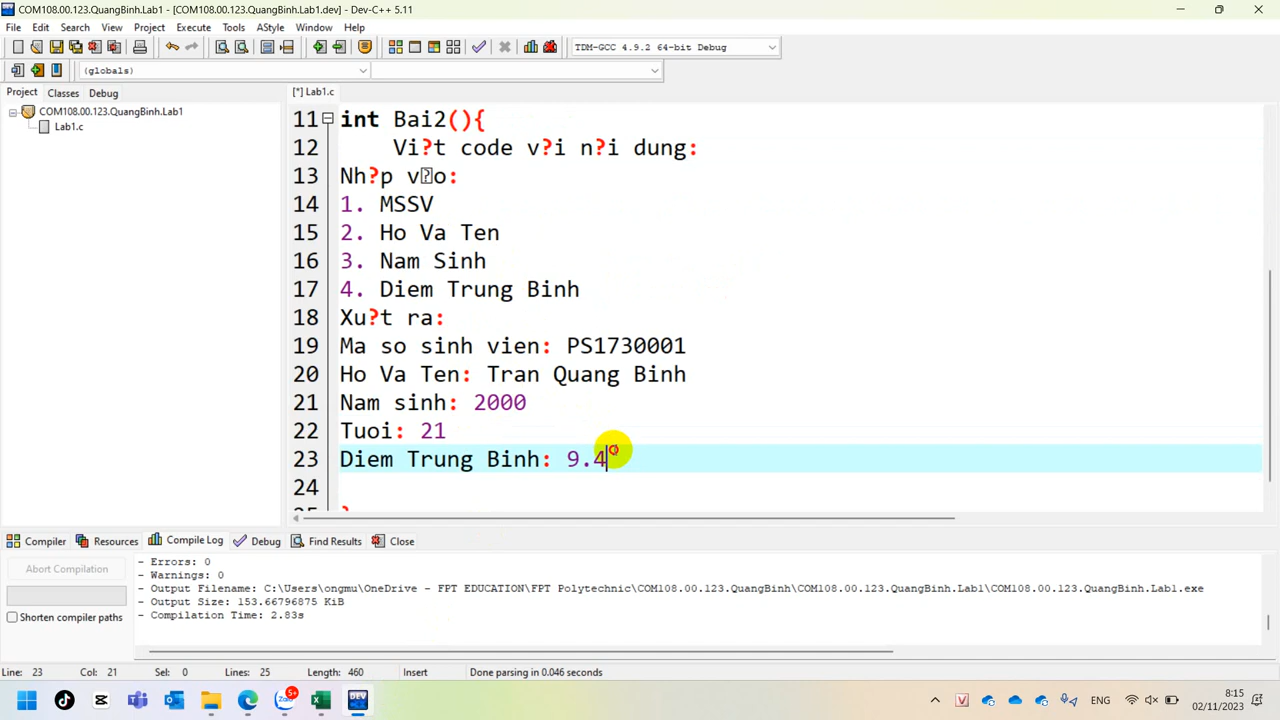 COM108.00.123.QuangBinh.Lab1 - [COM108.00.123.QuangBinh.Lab1.dev] - Dev-C++ 5.11
File Edit Search View Project Execute Tools AStyle Window Help
TDM-GCC 4.9.2 64-bit Debug
(globals)
Project Classes Debug
[*] Lab1.c
COM108.00.123.QuangBinh.Lab1
Lab1.c
11 int Bai2(){
12 Vi?t code v?i n?i dung:
13 Nh?p v?o:
14 1. MSSV
15 2. Ho Va Ten
16 3. Nam Sinh
17 4. Diem Trung Binh
18 Xu?t ra:
19 Ma so sinh vien: PS1730001
20 Ho Va Ten: Tran Quang Binh
21 Nam sinh: 2000
22 Tuoi: 21
23 Diem Trung Binh: 9.4
24
Compiler Resources Compile Log Debug Find Results Close
Abort Compilation
Shorten compiler paths
- Errors: 0
- Warnings: 0
- Output Filename: C:\Users\ongmu\OneDrive - FPT EDUCATION\FPT Polytechnic\COM108.00.123.QuangBinh\COM108.00.123.QuangBinh.Lab1\COM108.00.123.QuangBinh.Lab1.exe
- Output Size: 153.66796875 KiB
- Compilation Time: 2.83s
Line: 23 Col: 21 Sel: 0 Lines: 25 Length: 460 Insert Done parsing in 0.046 seconds
Zalo 5+ DEV
V ENG 8:15
02/11/2023